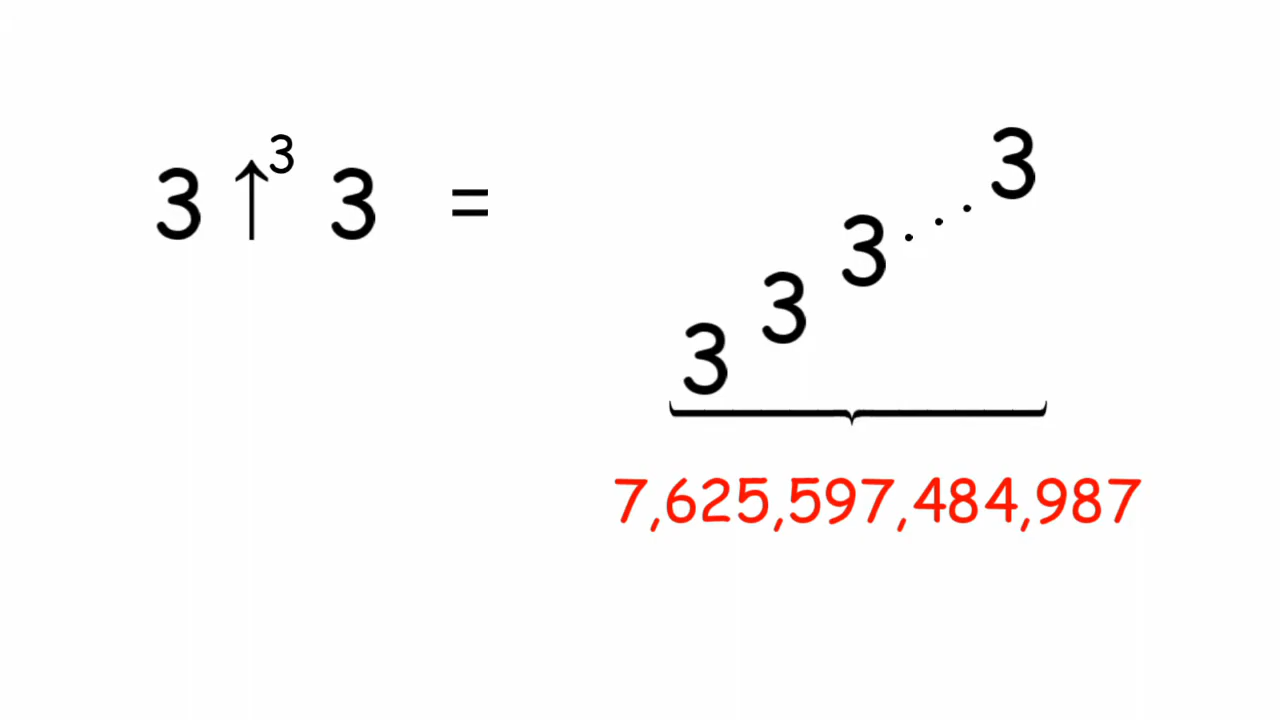 3 ↑³ 3 = 3 3 3 . . . 3
7,625,597,484,987